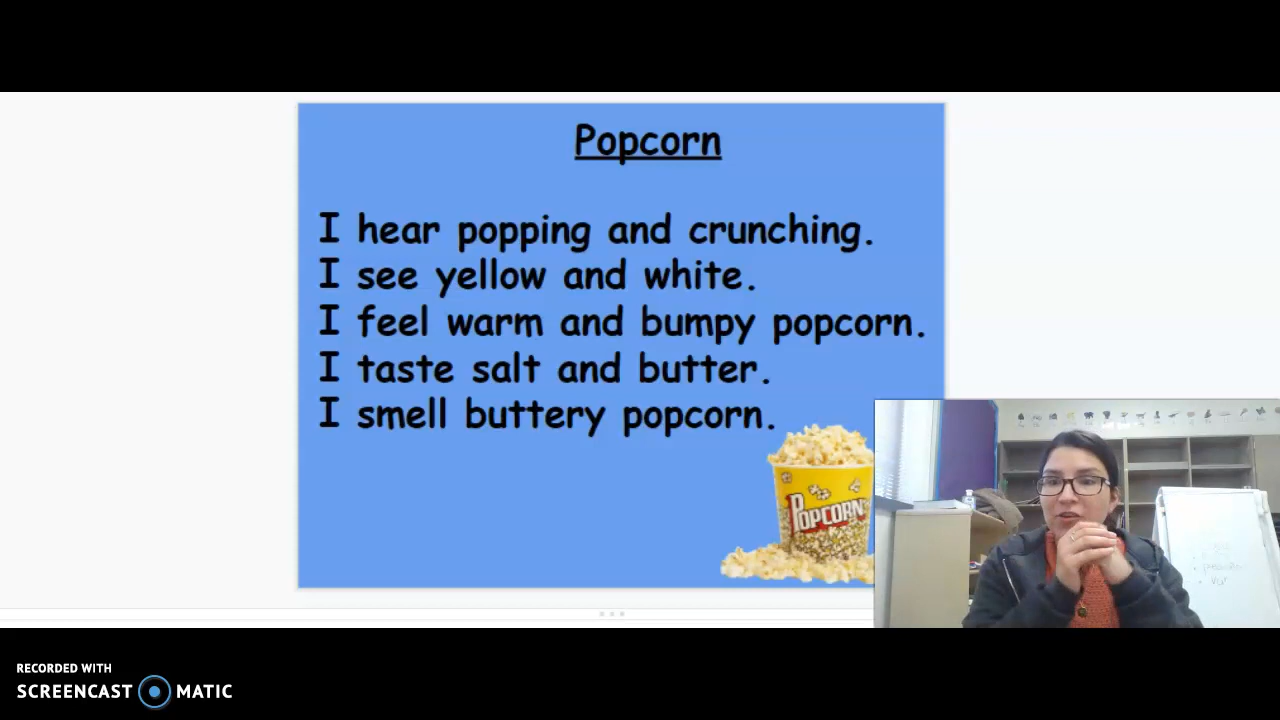 Popcorn
I hear popping and crunching.
I see yellow and white.
I feel warm and bumpy popcorn.
I taste salt and butter.
I smell buttery popcorn.
POPCORN
RECORDED WITH
SCREENCAST MATIC